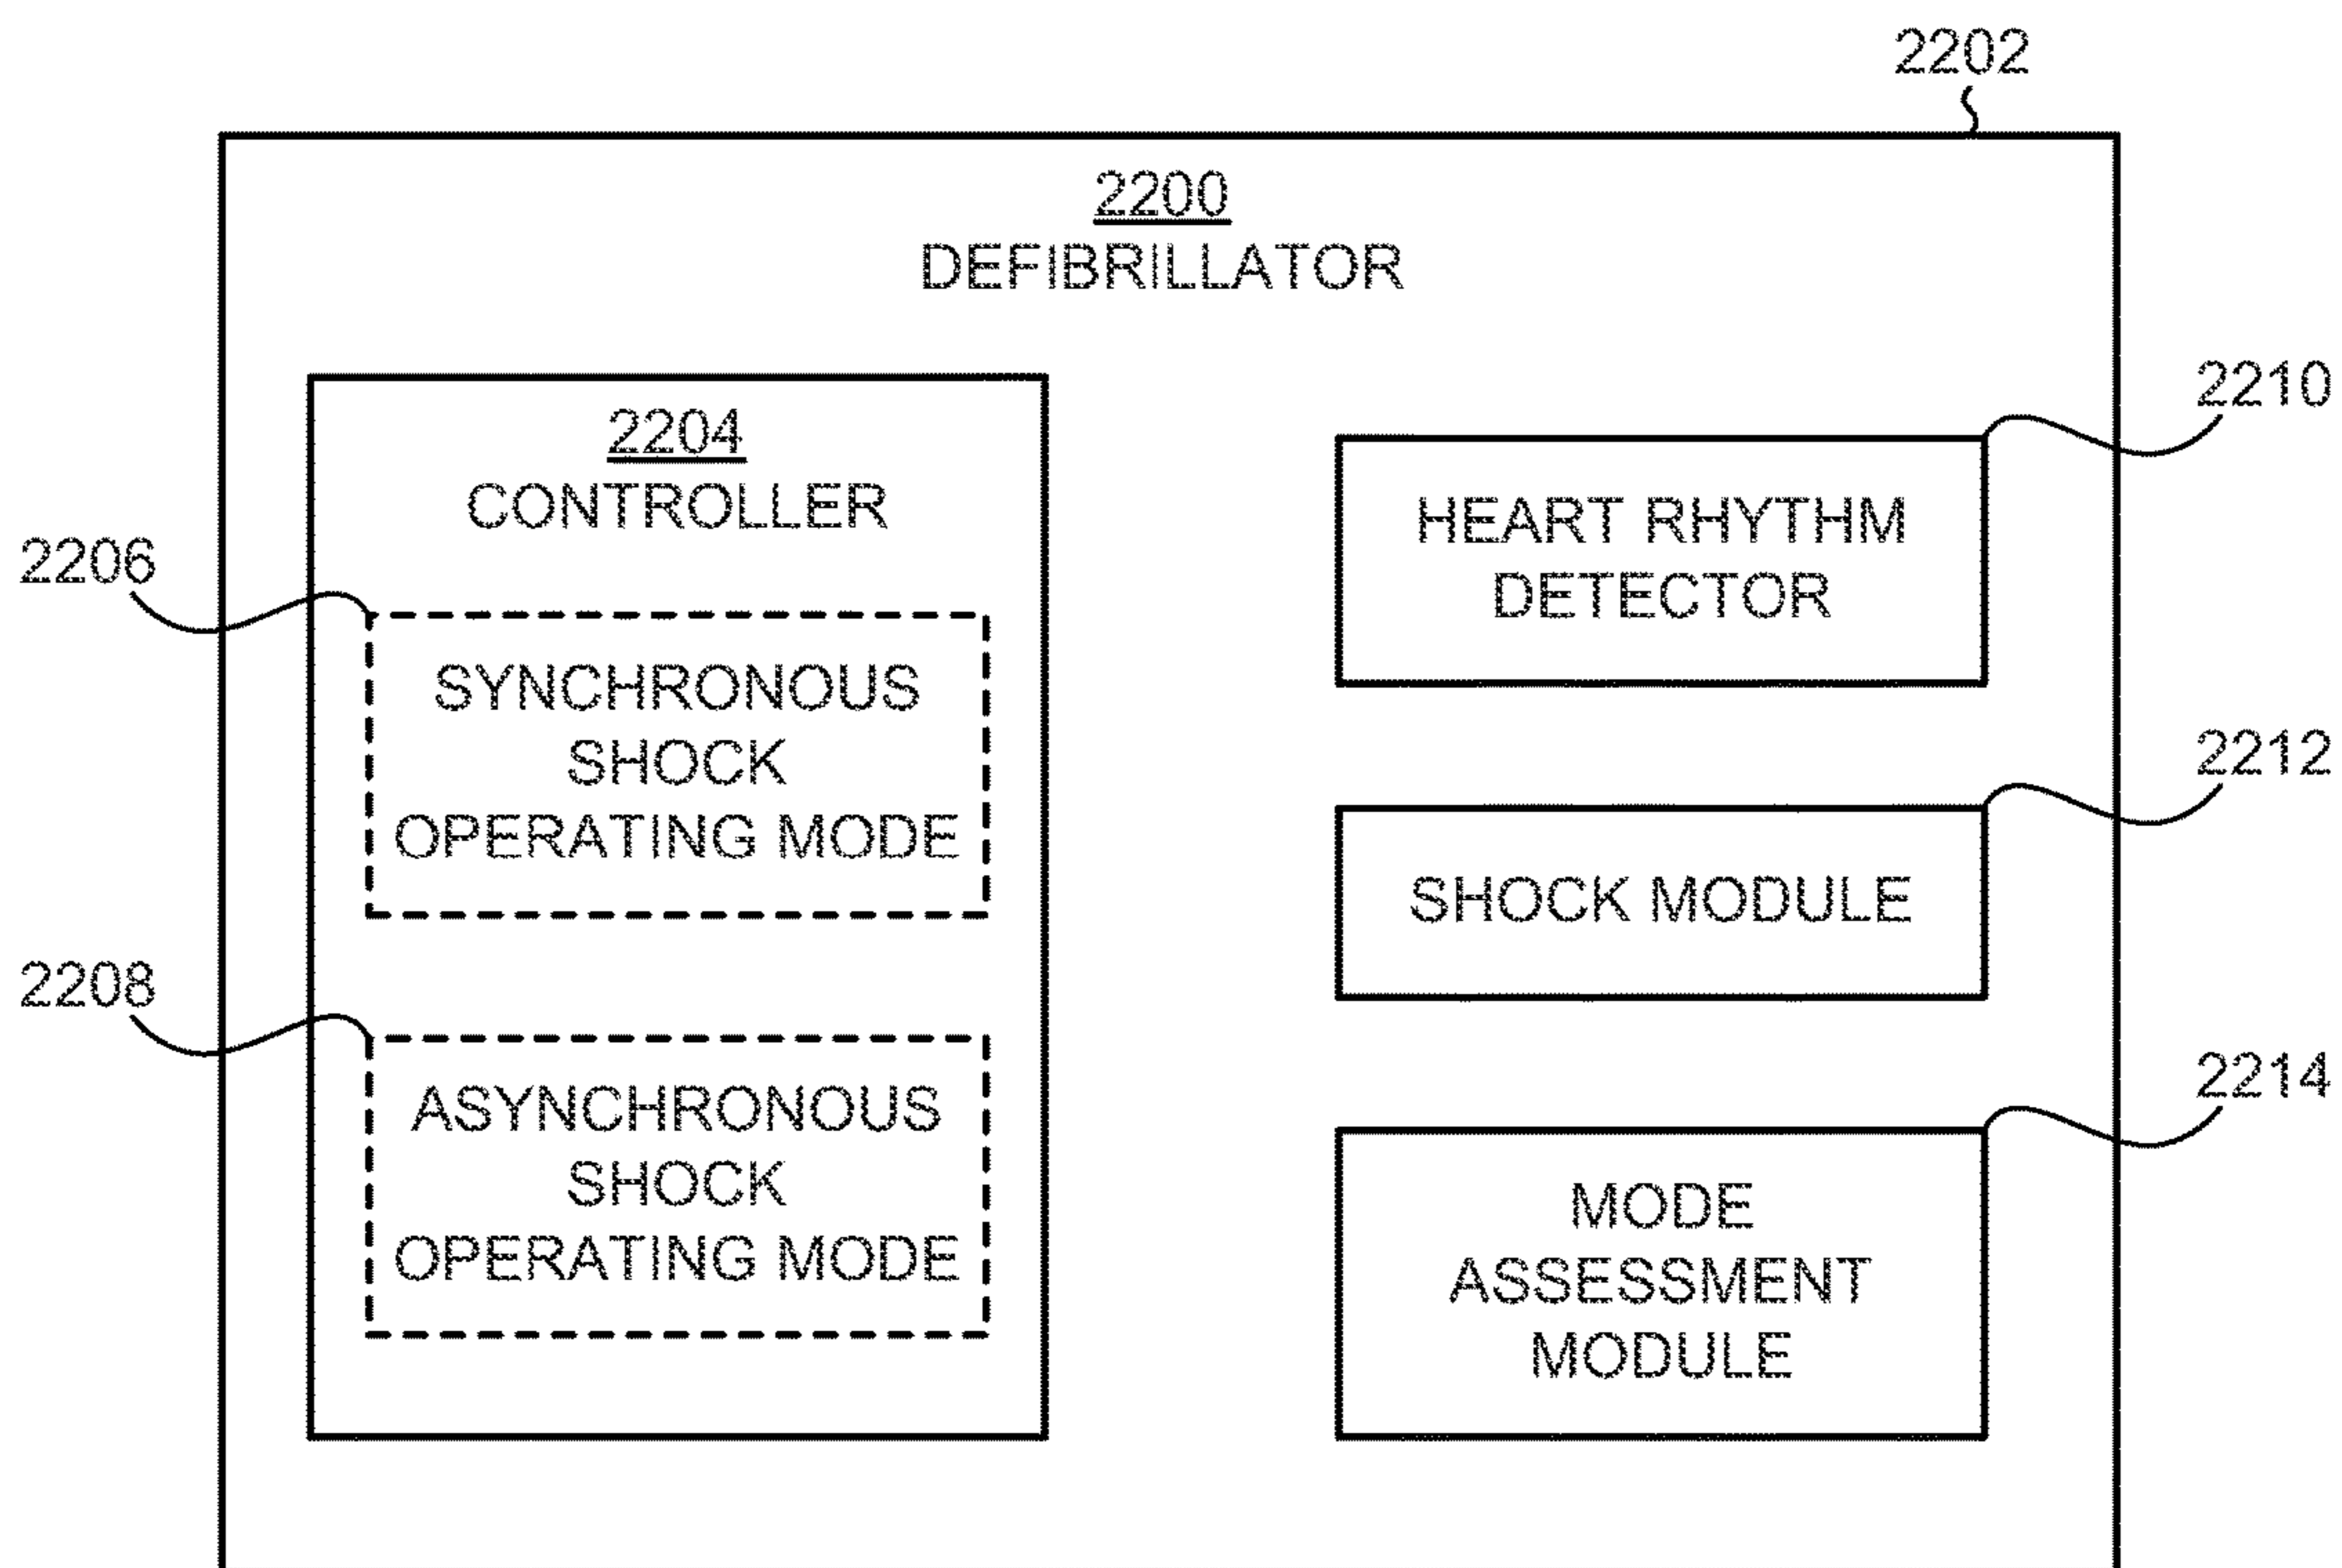 2202
2200
DEFIBRILLATOR
2204
CONTROLLER
2206
SYNCHRONOUS
SHOCK
OPERATING MODE
2208
ASYNCHRONOUS
SHOCK
OPERATING MODE
2210
HEART RHYTHM
DETECTOR
2212
SHOCK MODULE
2214
MODE
ASSESSMENT
MODULE